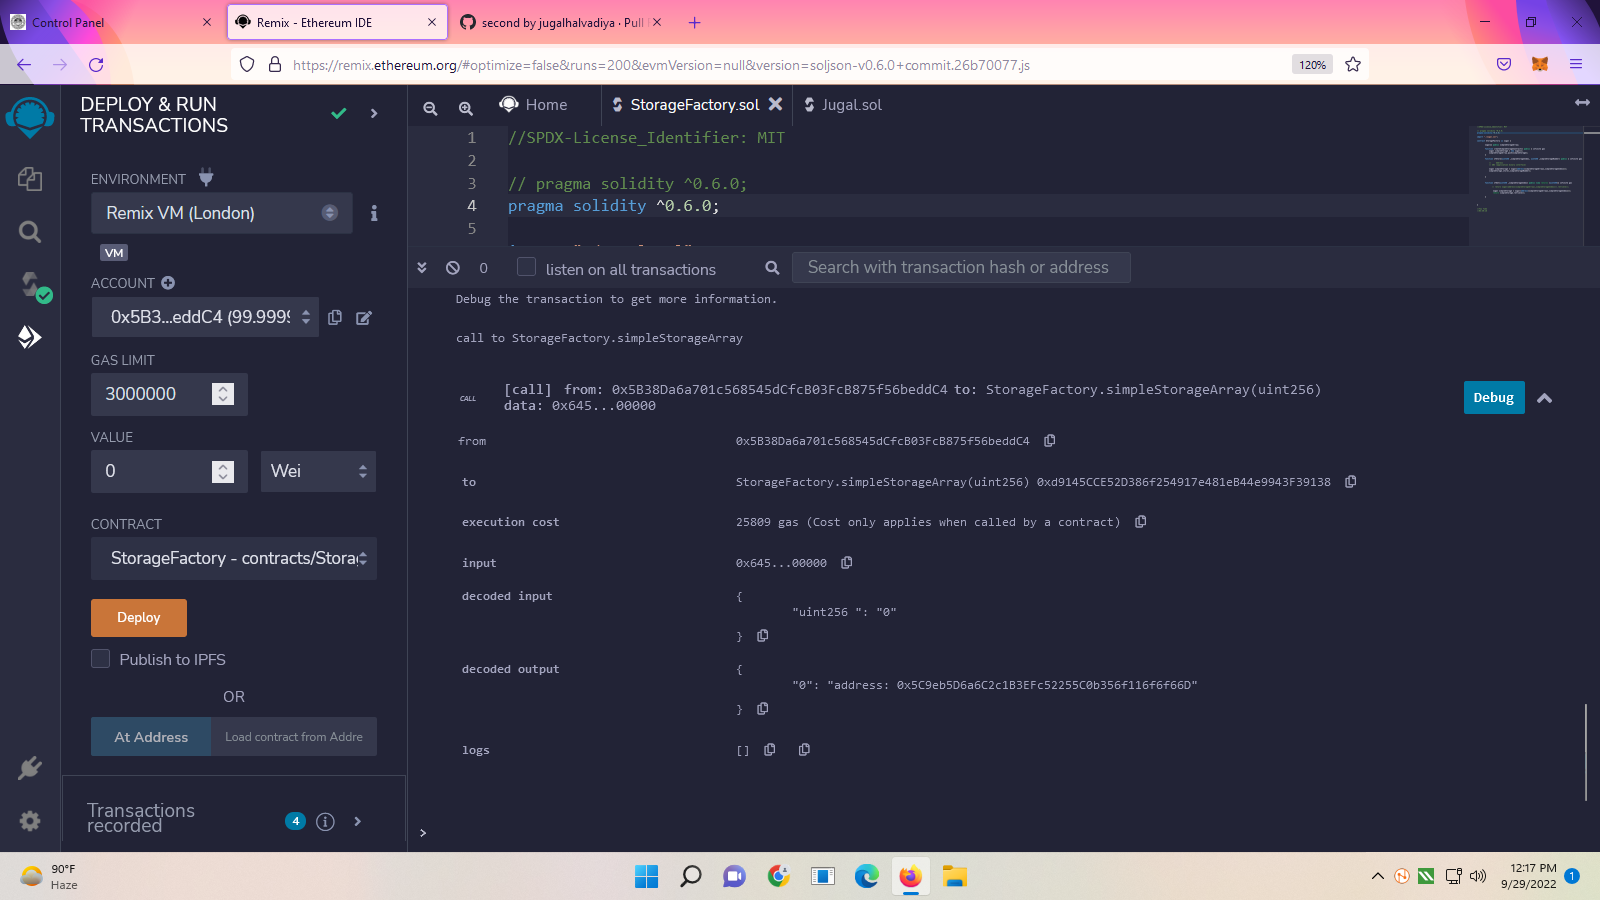 Control Panel
Remix - Ethereum IDE
second by jugalhalvadiya · Pull
https://remix.ethereum.org/#optimize=false&runs=200&evmVersion=null&version=soljson-v0.6.0+commit.26b70077.js
120%
DEPLOY & RUN
TRANSACTIONS
Home
StorageFactory.sol
Jugal.sol
1 //SPDX-License_Identifier: MIT
2
3 // pragma solidity ^0.6.0;
4 pragma solidity ^0.6.0;
5
ENVIRONMENT
Remix VM (London)
VM
ACCOUNT
0x5B3...eddC4 (99.9999
GAS LIMIT
3000000
VALUE
0
Wei
CONTRACT
StorageFactory - contracts/Storag
Deploy
Publish to IPFS
OR
At Address
Load contract from Addre
Transactions
recorded
4
0
listen on all transactions
Search with transaction hash or address
Debug the transaction to get more information.
call to StorageFactory.simpleStorageArray
CALL
[call] from: 0x5B38Da6a701c568545dCfcB03FcB875f56beddC4 to: StorageFactory.simpleStorageArray(uint256)
data: 0x645...00000
Debug
from 0x5B38Da6a701c568545dCfcB03FcB875f56beddC4
to StorageFactory.simpleStorageArray(uint256) 0xd9145CCE52D386f254917e481eB44e9943F39138
execution cost 25809 gas (Cost only applies when called by a contract)
input 0x645...00000
decoded input {
"uint256 ": "0"
}
decoded output {
"0": "address: 0x5C9eb5D6a6C2c1B3EFc52255C0b356f116f6f66D"
}
logs []
>
90°F
Haze
12:17 PM
9/29/2022
1